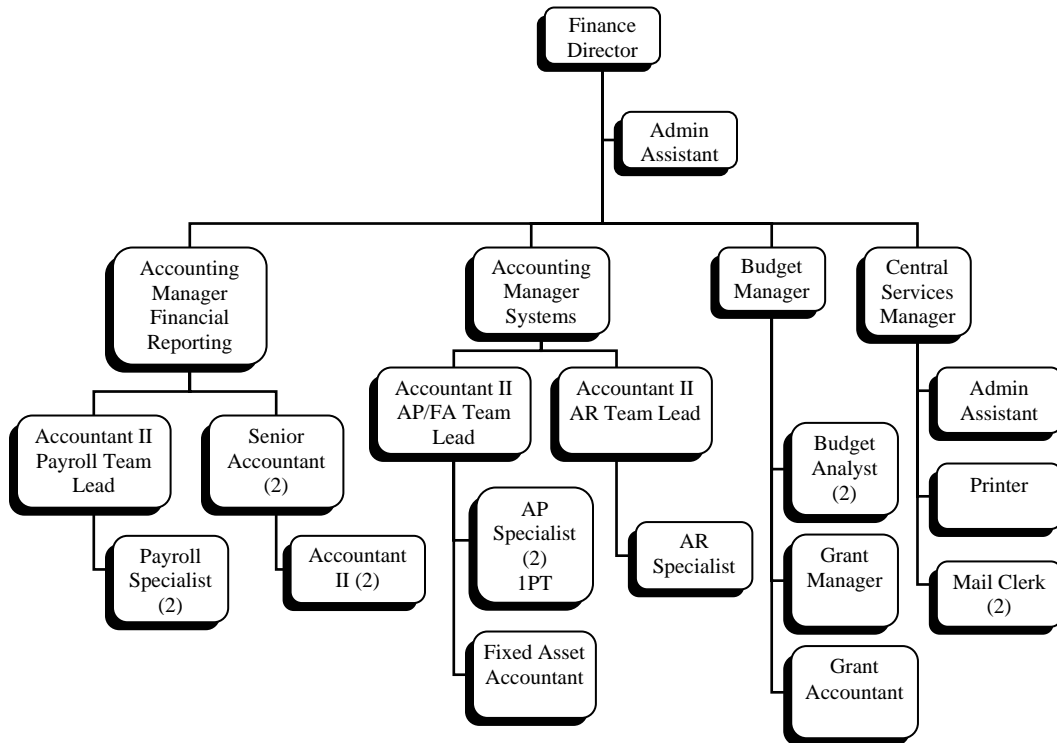 Finance
Director
Admin
Assistant
Accounting
Manager
Financial
Reporting
Accounting
Manager
Systems
Budget
Manager
Central
Services
Manager
Accountant II
Payroll Team
Lead
Senior
Accountant
(2)
Accountant II
AP/FA Team
Lead
Accountant II
AR Team Lead
Budget
Analyst
(2)
Admin
Assistant
Payroll
Specialist
(2)
Accountant
II (2)
AP
Specialist
(2)
1PT
AR
Specialist
Grant
Manager
Printer
Fixed Asset
Accountant
Grant
Accountant
Mail Clerk
(2)